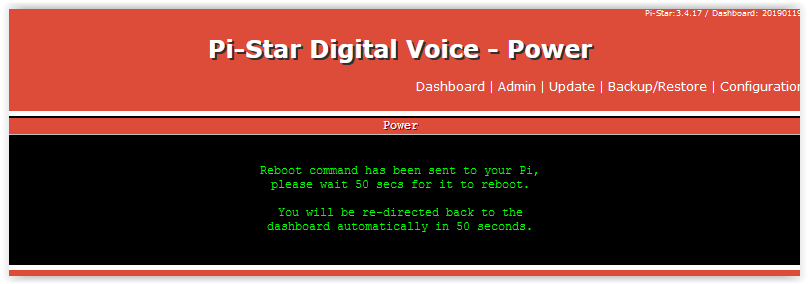 Pi-Star:3.4.17 / Dashboard: 20190119
Pi-Star Digital Voice - Power
Dashboard | Admin | Update | Backup/Restore | Configuration
Power
Reboot command has been sent to your Pi,
please wait 50 secs for it to reboot.
You will be re-directed back to the
dashboard automatically in 50 seconds.